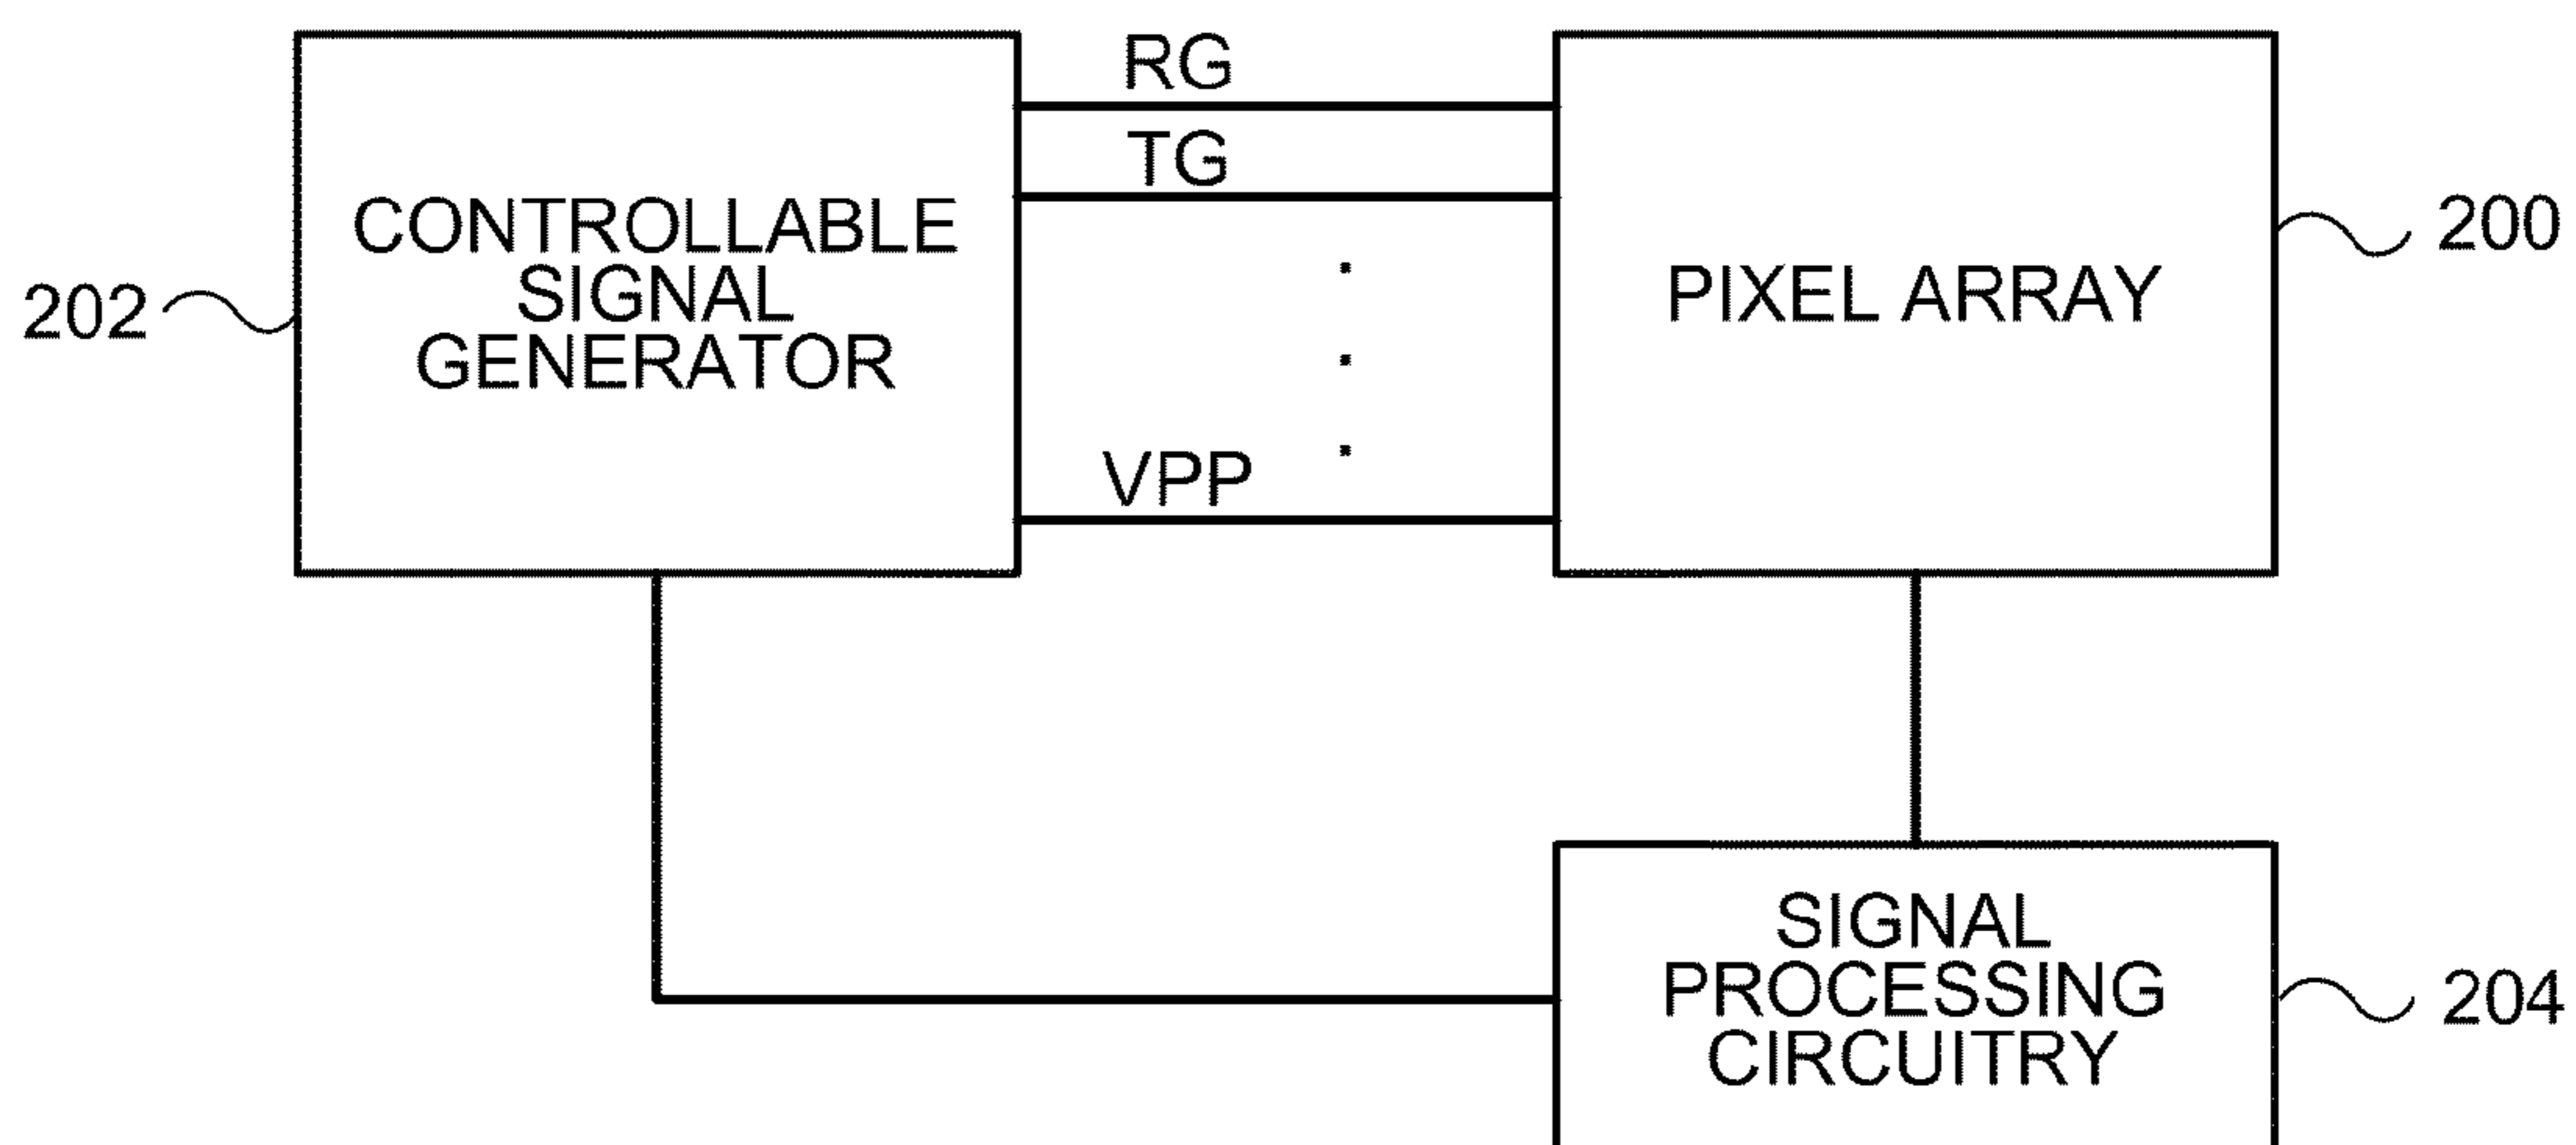 RG
TG
CONTROLLABLE
SIGNAL
GENERATOR
202
VPP
PIXEL ARRAY
200
SIGNAL
PROCESSING
CIRCUITRY
204